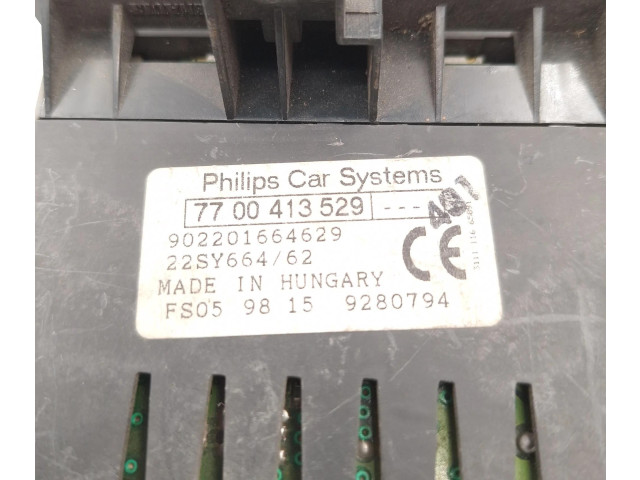 Philips Car Systems
77 00 413 529 ---
902201664629
22SY664/62
CE
MADE IN HUNGARY
FS05 98 15 9280794